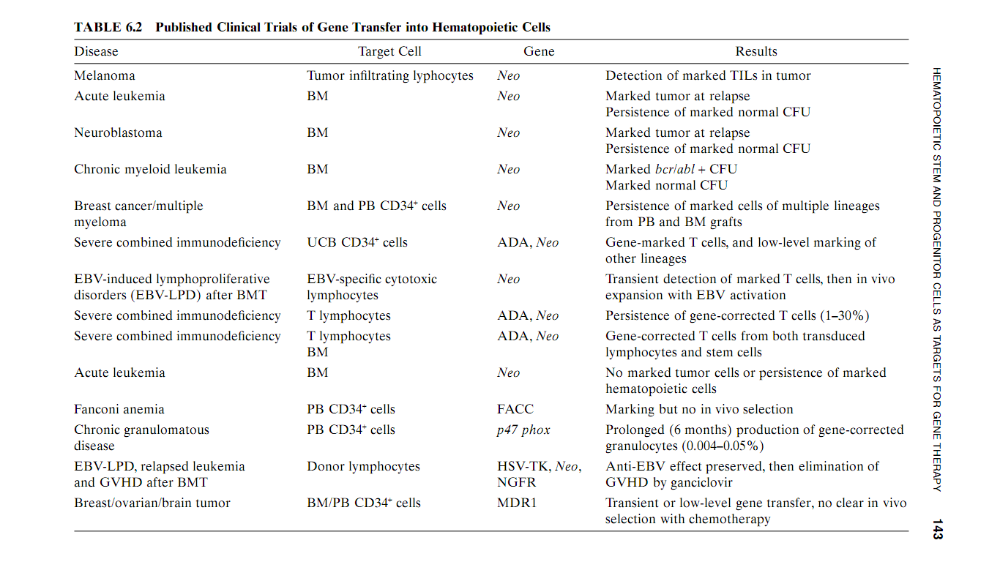 TABLE 6.2 Published Clinical Trials of Gene Transfer into Hematopoietic Cells
Disease Target Cell Gene Results
Melanoma Tumor infiltrating lyphocytes Neo Detection of marked TILs in tumor
Acute leukemia BM Neo Marked tumor at relapse
Persistence of marked normal CFU
Neuroblastoma BM Neo Marked tumor at relapse
Persistence of marked normal CFU
Chronic myeloid leukemia BM Neo Marked bcr/abl + CFU
Marked normal CFU
Breast cancer/multiple BM and PB CD34⁺ cells Neo Persistence of marked cells of multiple lineages
myeloma from PB and BM grafts
Severe combined immunodeficiency UCB CD34⁺ cells ADA, Neo Gene-marked T cells, and low-level marking of
other lineages
EBV-induced lymphoproliferative EBV-specific cytotoxic Neo Transient detection of marked T cells, then in vivo
disorders (EBV-LPD) after BMT lymphocytes expansion with EBV activation
Severe combined immunodeficiency T lymphocytes ADA, Neo Persistence of gene-corrected T cells (1–30%)
Severe combined immunodeficiency T lymphocytes ADA, Neo Gene-corrected T cells from both transduced
BM lymphocytes and stem cells
Acute leukemia BM Neo No marked tumor cells or persistence of marked
hematopoietic cells
Fanconi anemia PB CD34⁺ cells FACC Marking but no in vivo selection
Chronic granulomatous PB CD34⁺ cells p47 phox Prolonged (6 months) production of gene-corrected
disease granulocytes (0.004–0.05%)
EBV-LPD, relapsed leukemia Donor lymphocytes HSV-TK, Neo, Anti-EBV effect preserved, then elimination of
and GVHD after BMT NGFR GVHD by ganciclovir
Breast/ovarian/brain tumor BM/PB CD34⁺ cells MDR1 Transient or low-level gene transfer, no clear in vivo
selection with chemotherapy
HEMATOPOIETIC STEM AND PROGENITOR CELLS AS TARGETS FOR GENE THERAPY 143